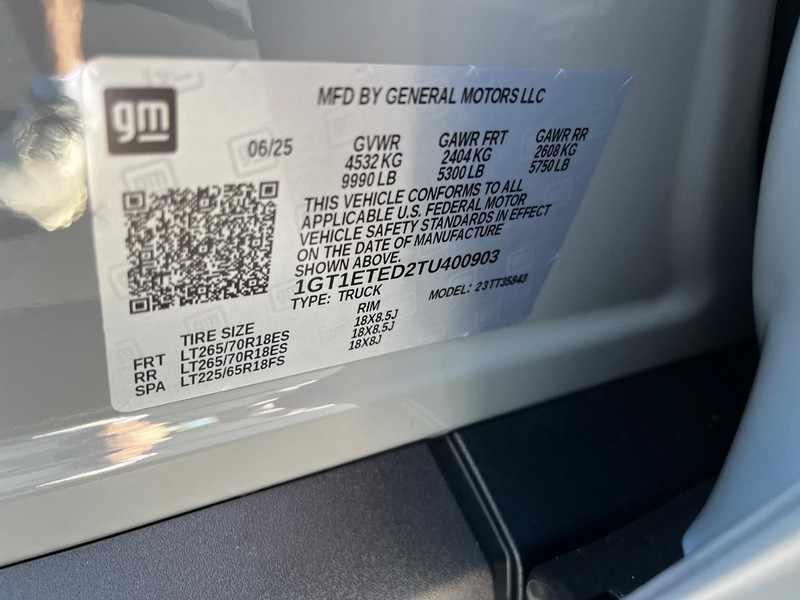 gm
MFD BY GENERAL MOTORS LLC
06/25
GVWR GAWR FRT GAWR RR
4532 KG 2404 KG 2608 KG
9990 LB 5300 LB 5750 LB
THIS VEHICLE CONFORMS TO ALL
APPLICABLE U.S. FEDERAL MOTOR
VEHICLE SAFETY STANDARDS IN EFFECT
ON THE DATE OF MANUFACTURE
SHOWN ABOVE.
1GT1ETED2TU400903
TYPE: TRUCK MODEL: 23TT35843
TIRE SIZE RIM
FRT LT265/70R18ES 18X8.5J
RR LT265/70R18ES 18X8.5J
SPA LT225/65R18FS 18X8J